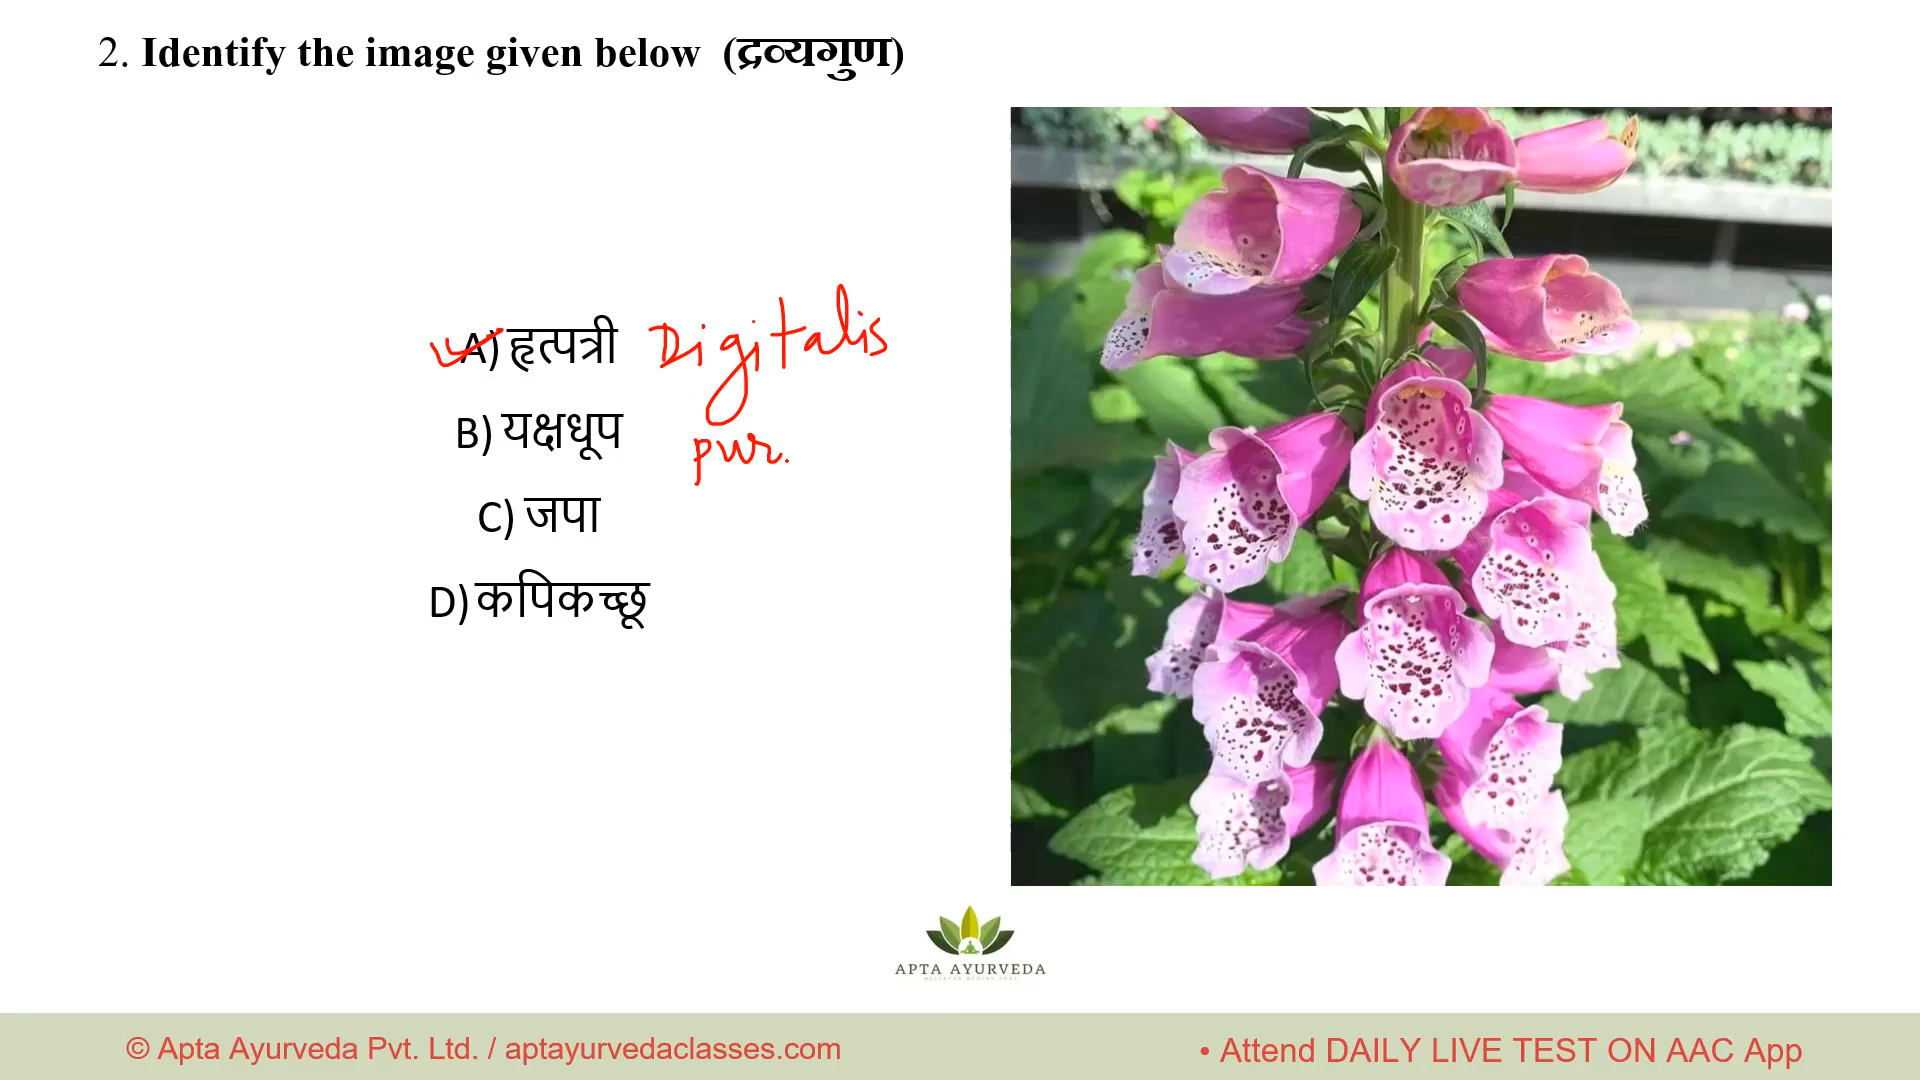 2. Identify the image given below (द्रव्यगुण)
A) हृत्पत्री Digitalis
pur.
B) यक्षधूप
C) जपा
D) कपिकच्छू
APTA AYURVEDA
© Apta Ayurveda Pvt. Ltd. / aptayurvedaclasses.com
• Attend DAILY LIVE TEST ON AAC App